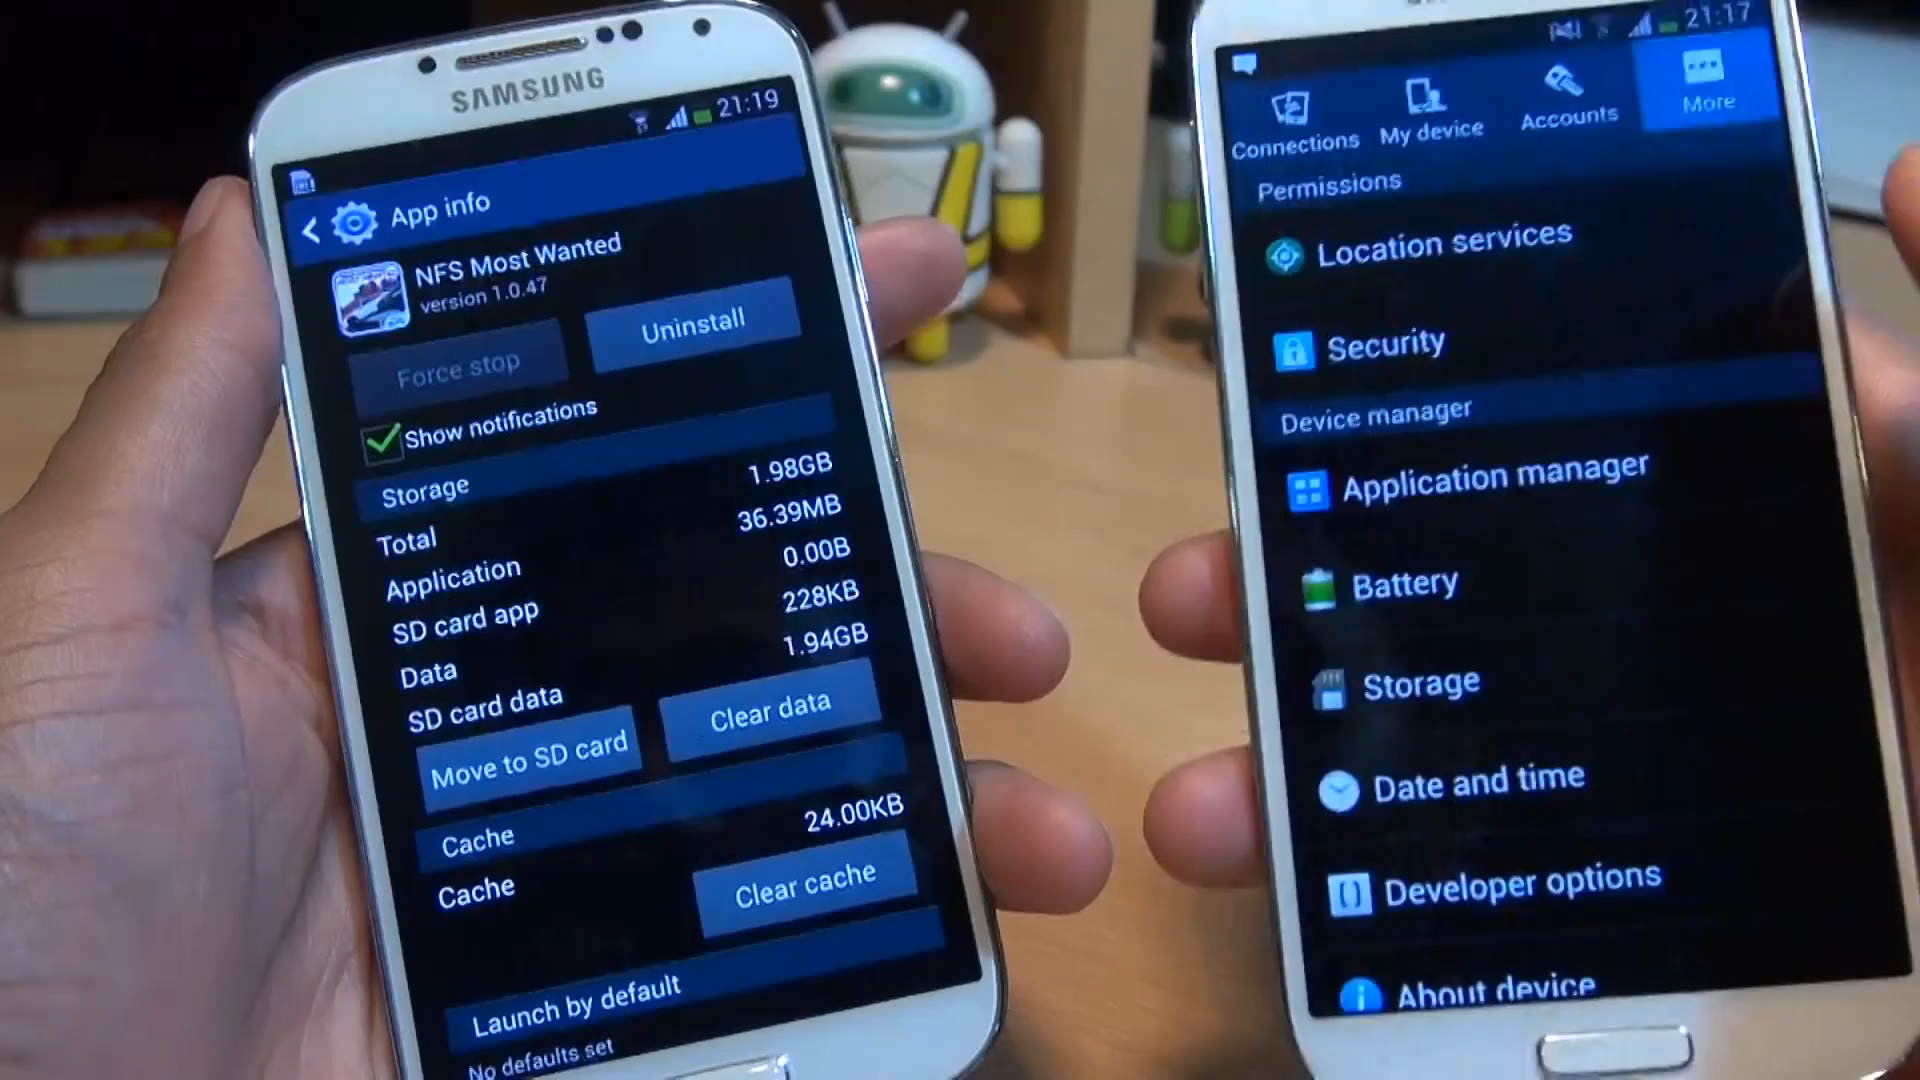 SAMSUNG
21:19
App info
NFS Most Wanted
version 1.0.47
Force stop
Uninstall
Show notifications
Storage
Total 1.98GB
Application 36.39MB
SD card app 0.00B
Data 228KB
SD card data 1.94GB
Move to SD card
Clear data
Cache
Cache 24.00KB
Clear cache
Launch by default
No defaults set
21:17
Connections
My device
Accounts
More
Permissions
Location services
Security
Device manager
Application manager
Battery
Storage
Date and time
Developer options
About device